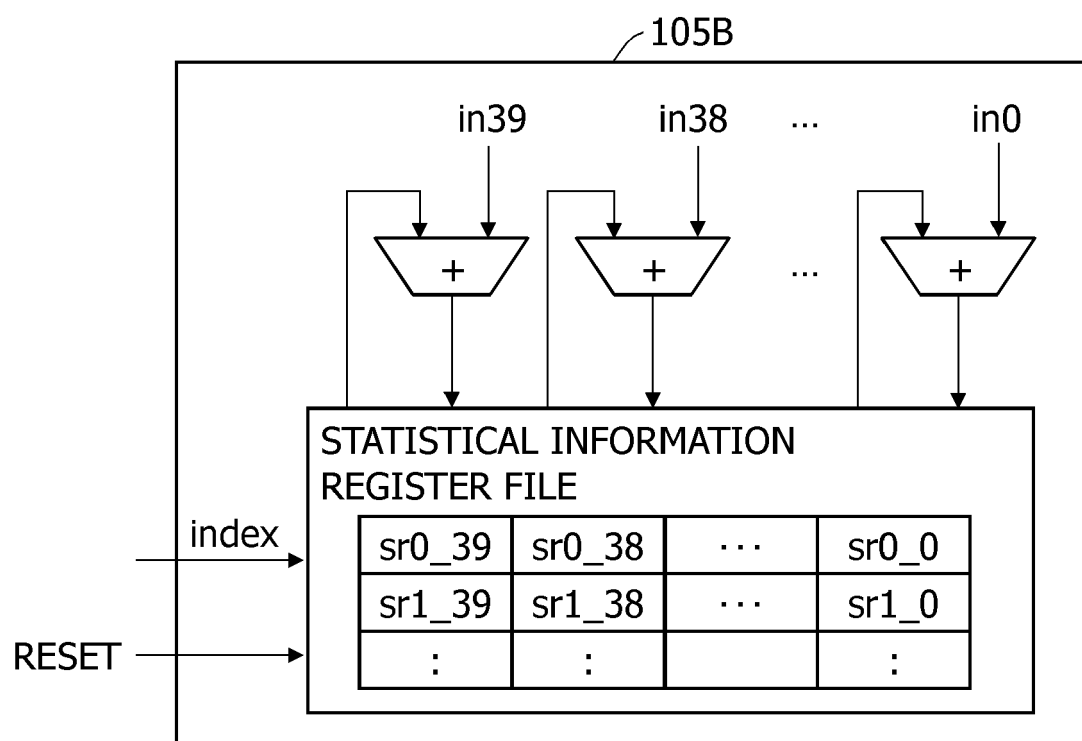 105B
in39 in38 ... in0
+ + ... +
STATISTICAL INFORMATION
REGISTER FILE
index
sr0_39 sr0_38 ... sr0_0
sr1_39 sr1_38 ... sr1_0
RESET
: : :